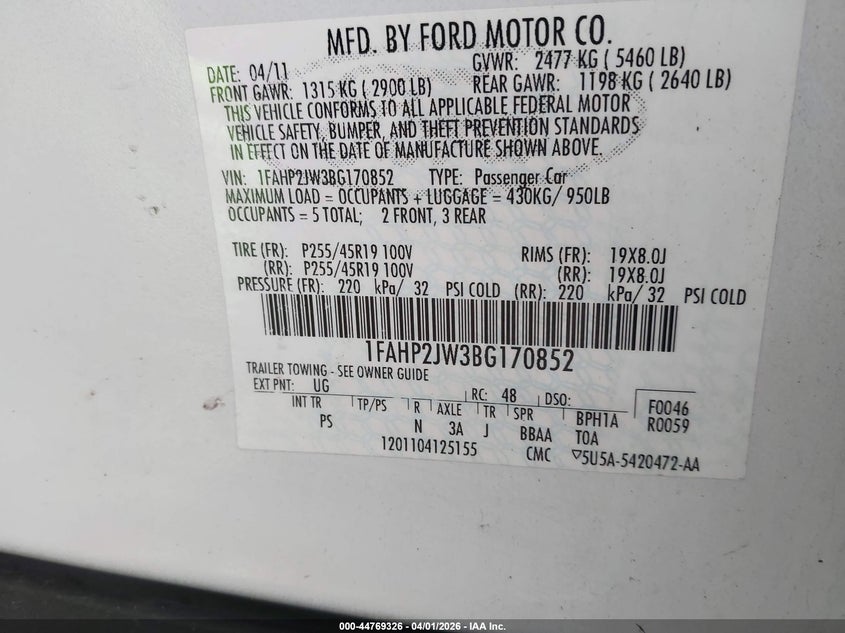 MFD. BY FORD MOTOR CO.
DATE: 04/11 GVWR: 2477 KG ( 5460 LB)
FRONT GAWR: 1315 KG ( 2900 LB) REAR GAWR: 1198 KG ( 2640 LB)
THIS VEHICLE CONFORMS TO ALL APPLICABLE FEDERAL MOTOR
VEHICLE SAFETY, BUMPER, AND THEFT PREVENTION STANDARDS
IN EFFECT ON THE DATE OF MANUFACTURE SHOWN ABOVE.
VIN: 1FAHP2JW3BG170852 TYPE: Passenger Car
MAXIMUM LOAD = OCCUPANTS + LUGGAGE = 430KG/ 950LB
OCCUPANTS = 5 TOTAL; 2 FRONT, 3 REAR
TIRE (FR): P255/45R19 100V RIMS (FR): 19X8.0J
(RR): P255/45R19 100V (RR): 19X8.0J
PRESSURE (FR): 220 kPa/ 32 PSI COLD (RR): 220 kPa/ 32 PSI COLD
1FAHP2JW3BG170852
TRAILER TOWING - SEE OWNER GUIDE
EXT PNT: UG RC: 48 DSO:
INT TR TP/PS R AXLE TR SPR BPH1A F0046
PS N 3A J BBAA TOA R0059
1201104125155 CMC ▽5U5A-5420472-AA
000-44769326 - 04/01/2026 - IAA Inc.